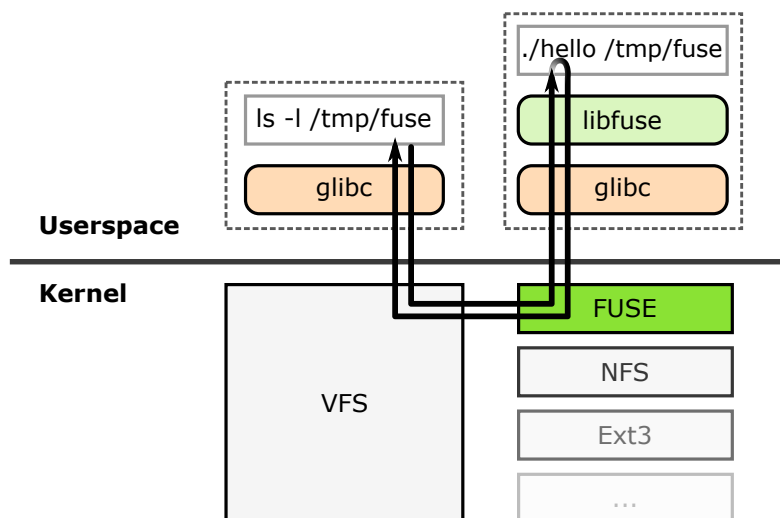 ./hello /tmp/fuse
ls -l /tmp/fuse
libfuse
glibc
glibc
Userspace
Kernel
FUSE
NFS
VFS
Ext3
...